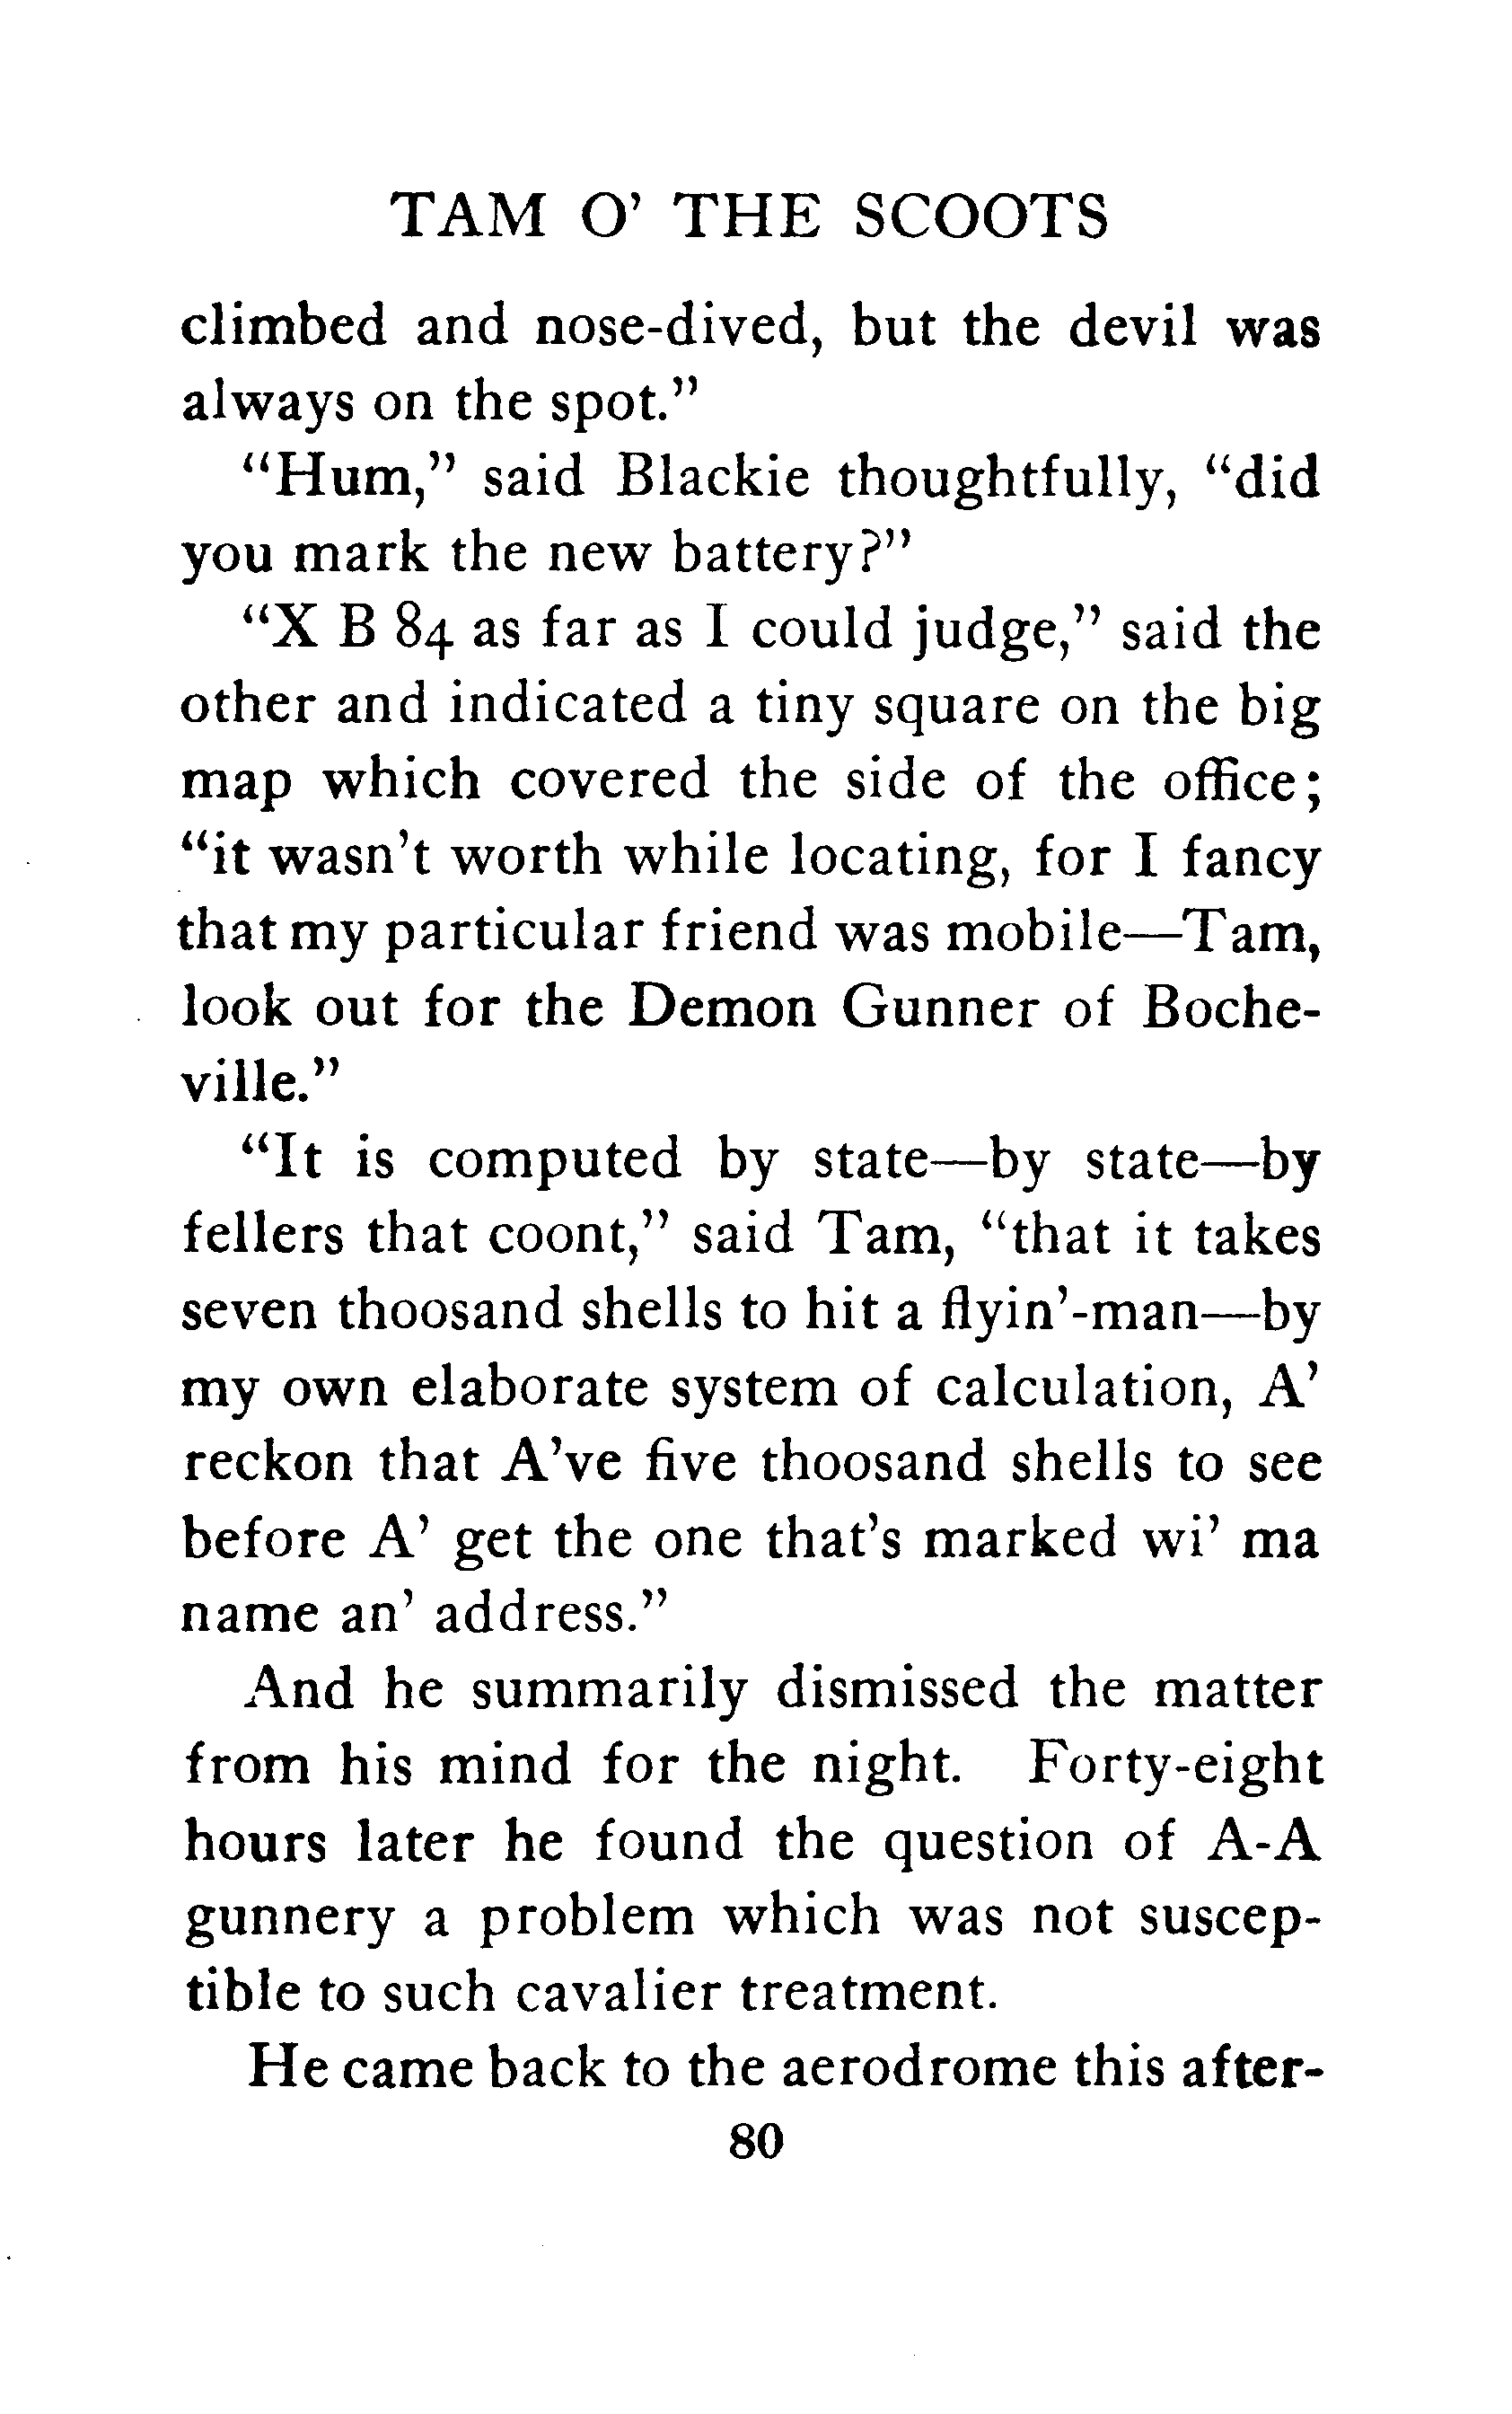 TAM O' THE SCOOTS
climbed and nose-dived, but the devil was
always on the spot."
"Hum," said Blackie thoughtfully, "did
you mark the new battery?"
"X B 84 as far as I could judge," said the
other and indicated a tiny square on the big
map which covered the side of the office;
"it wasn't worth while locating, for I fancy
that my particular friend was mobile—Tam,
look out for the Demon Gunner of Boche-
ville."
"It is computed by state—by state—by
fellers that coont," said Tam, "that it takes
seven thoosand shells to hit a flyin'-man—by
my own elaborate system of calculation, A'
reckon that A've five thoosand shells to see
before A' get the one that's marked wi' ma
name an' address."
And he summarily dismissed the matter
from his mind for the night. Forty-eight
hours later he found the question of A-A
gunnery a problem which was not suscep-
tible to such cavalier treatment.
He came back to the aerodrome this after-
80